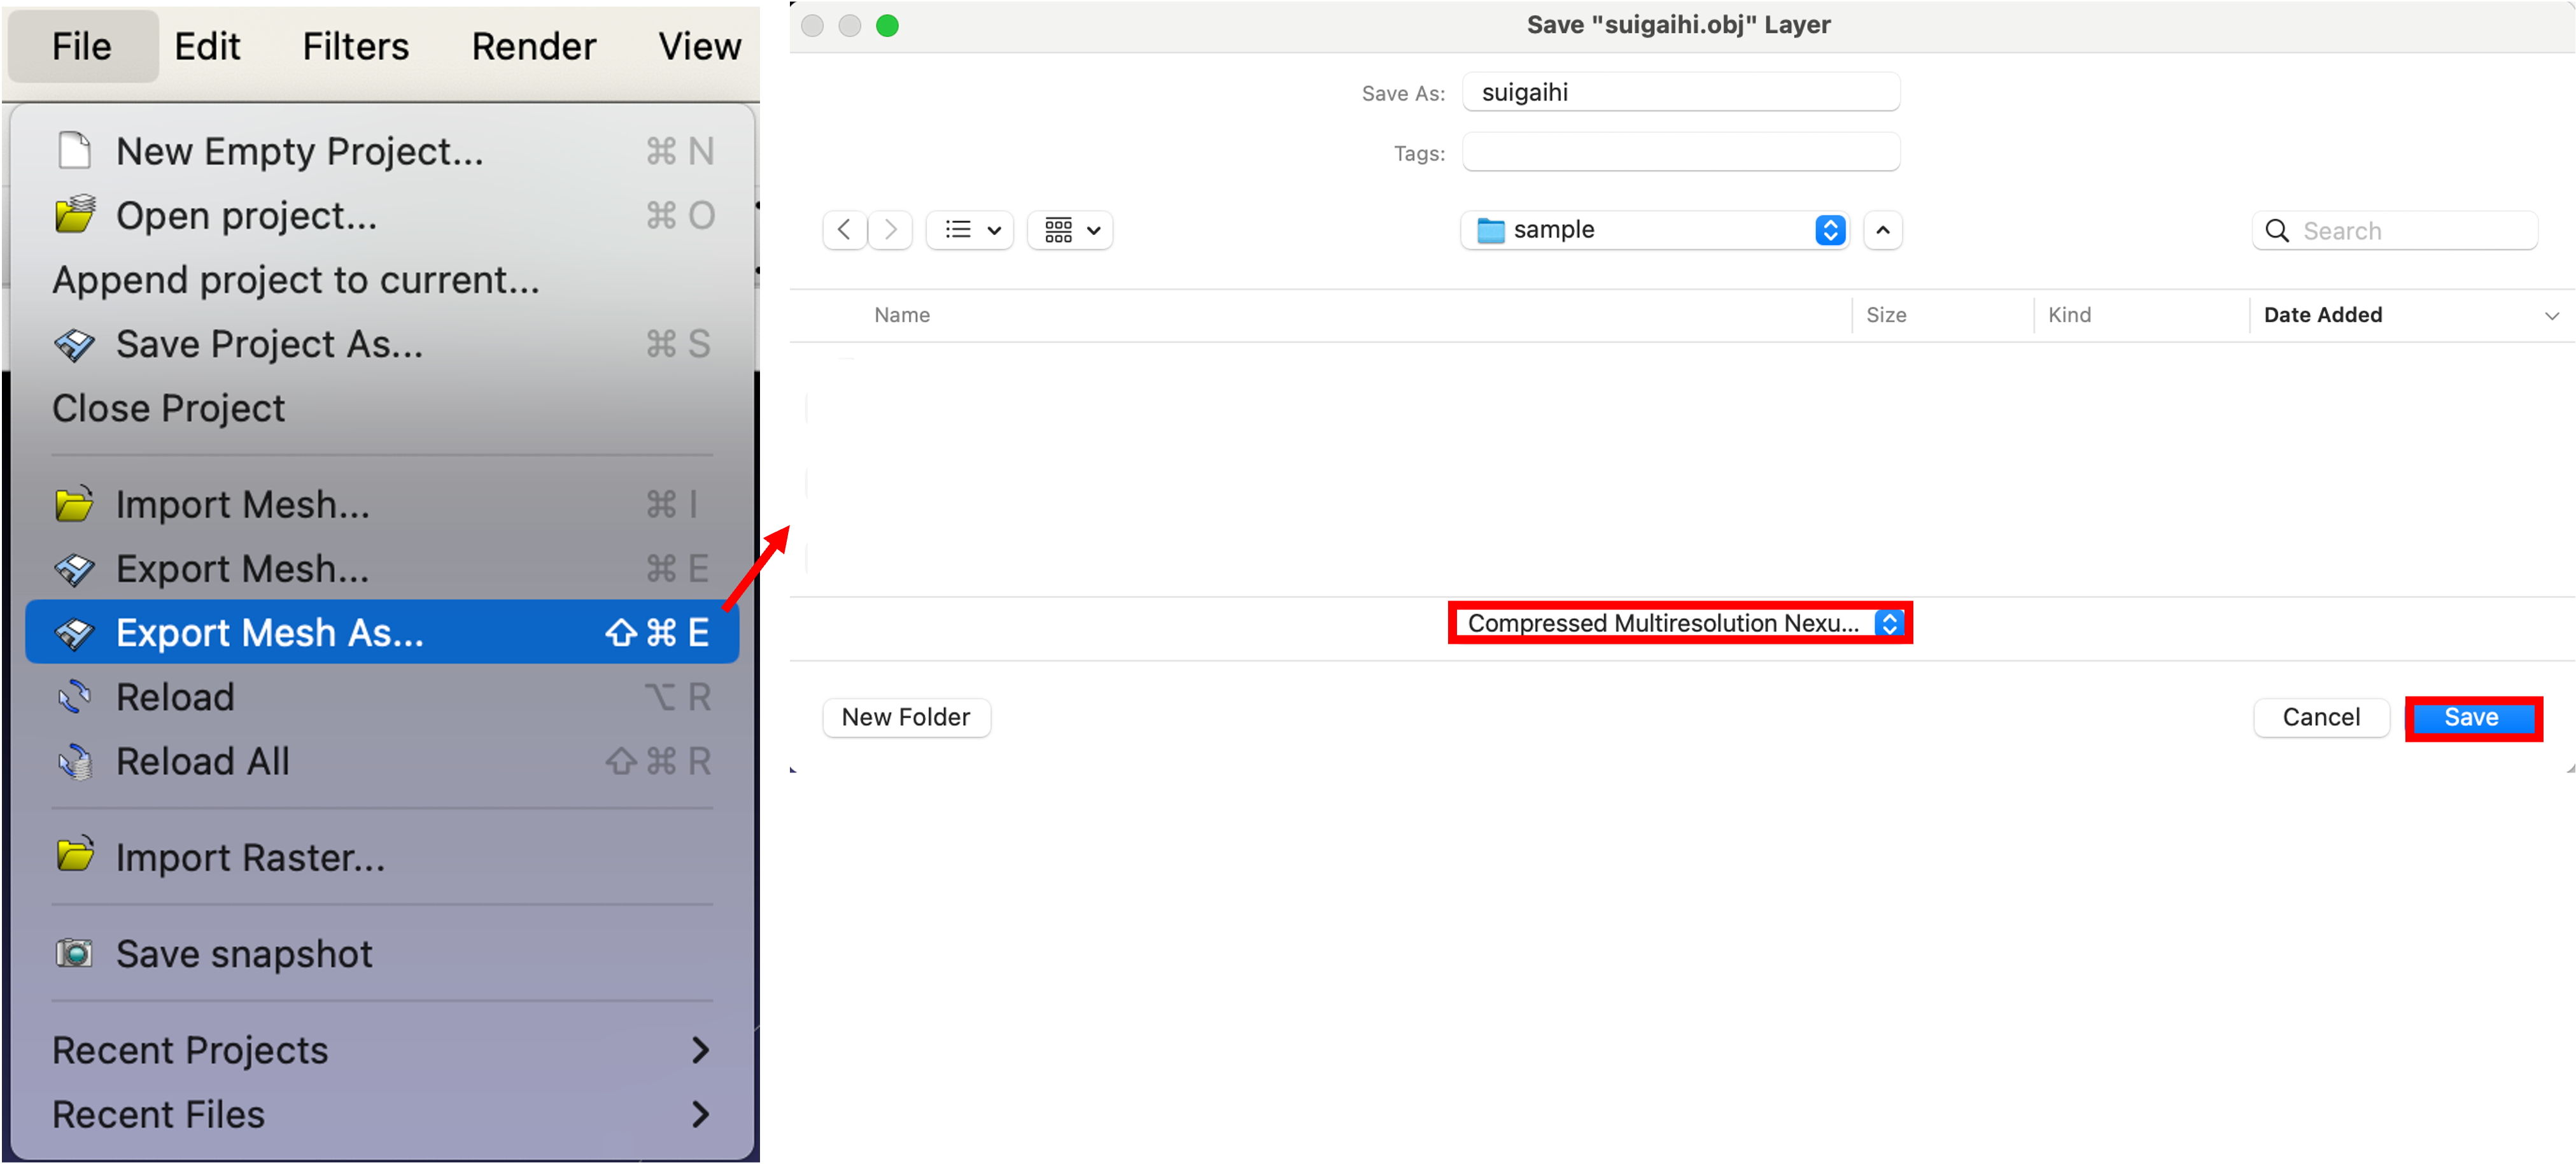 File Edit Filters Render View
New Empty Project... ⌘ N
Open project... ⌘ O
Append project to current...
Save Project As... ⌘ S
Close Project
Import Mesh... ⌘ I
Export Mesh... ⌘ E
Export Mesh As... ⇧ ⌘ E
Reload ⌥ R
Reload All ⇧ ⌘ R
Import Raster...
Save snapshot
Recent Projects
Recent Files
Save "suigaihi.obj" Layer
Save As: suigaihi
Tags:
sample
Search
Name Size Kind Date Added
Compressed Multiresolution Nexu...
New Folder Cancel Save